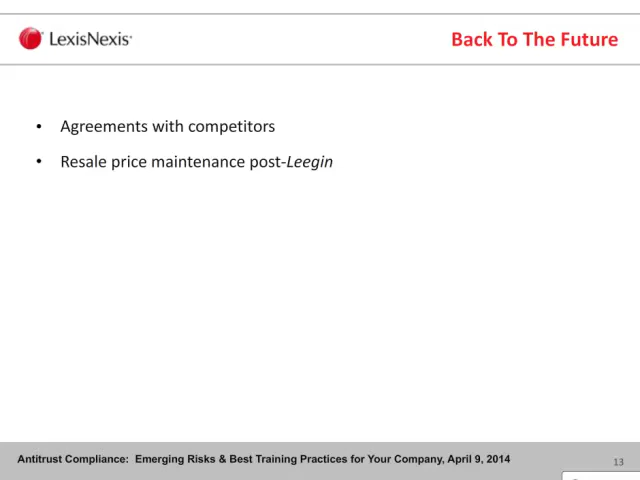 LexisNexis®
Back To The Future
• Agreements with competitors
• Resale price maintenance post-Leegin
Antitrust Compliance: Emerging Risks & Best Training Practices for Your Company, April 9, 2014
13